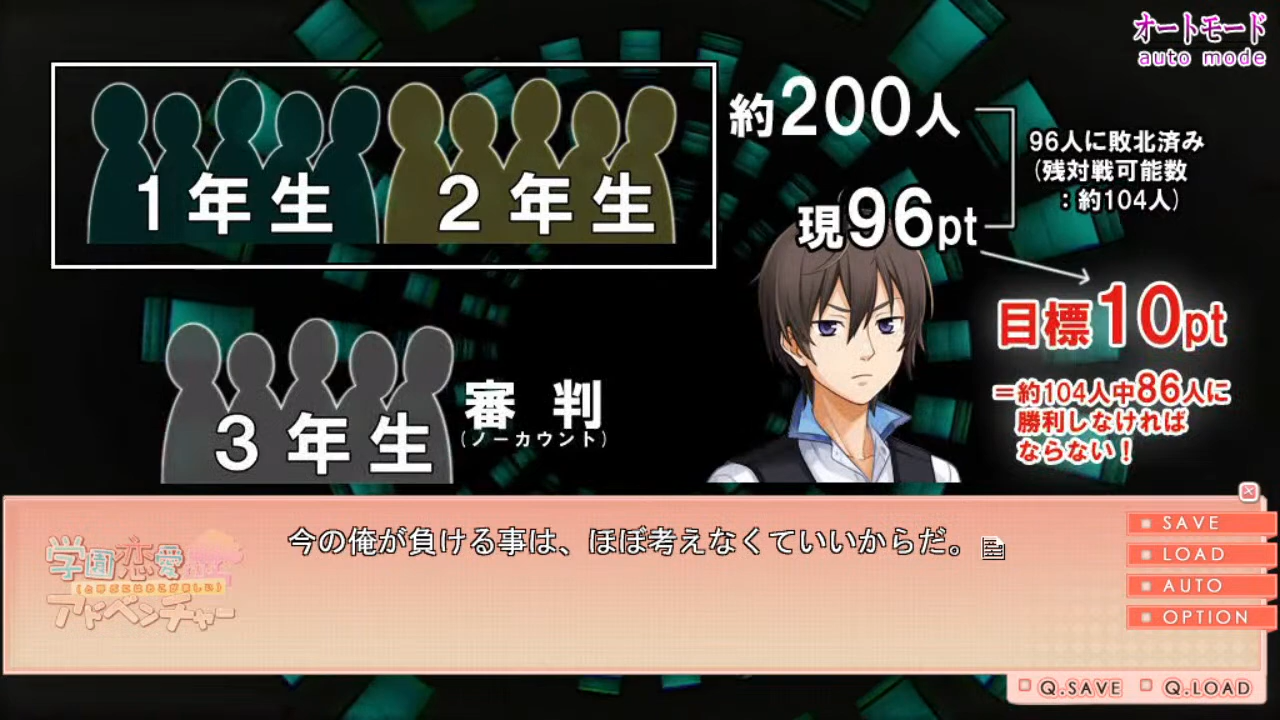 オートモード
auto mode
約200人
96人に敗北済み
(残対戦可能数
：約104人)
1年生
2年生
現96pt
目標10pt
＝約104人中86人に
勝利しなければ
ならない！
3年生
審判
(ノーカウント)
今の俺が負ける事は、ほぼ考えなくていいからだ。
学園恋愛
アドベンチャー
SAVE
LOAD
AUTO
OPTION
Q.SAVE
Q.LOAD